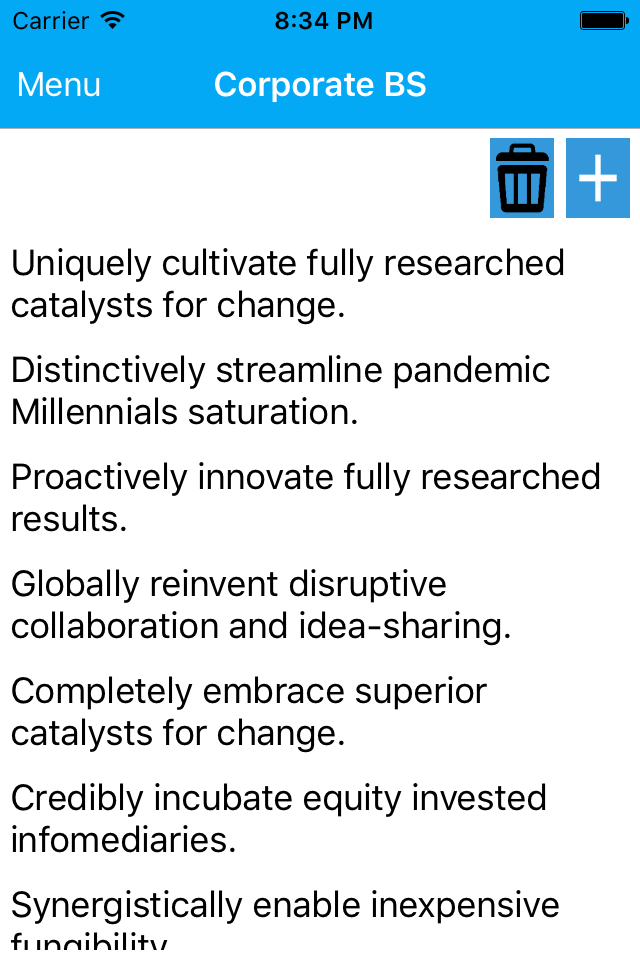 Carrier 8:34 PM
Menu Corporate BS
Uniquely cultivate fully researched
catalysts for change.
Distinctively streamline pandemic
Millennials saturation.
Proactively innovate fully researched
results.
Globally reinvent disruptive
collaboration and idea-sharing.
Completely embrace superior
catalysts for change.
Credibly incubate equity invested
infomediaries.
Synergistically enable inexpensive
fungibility